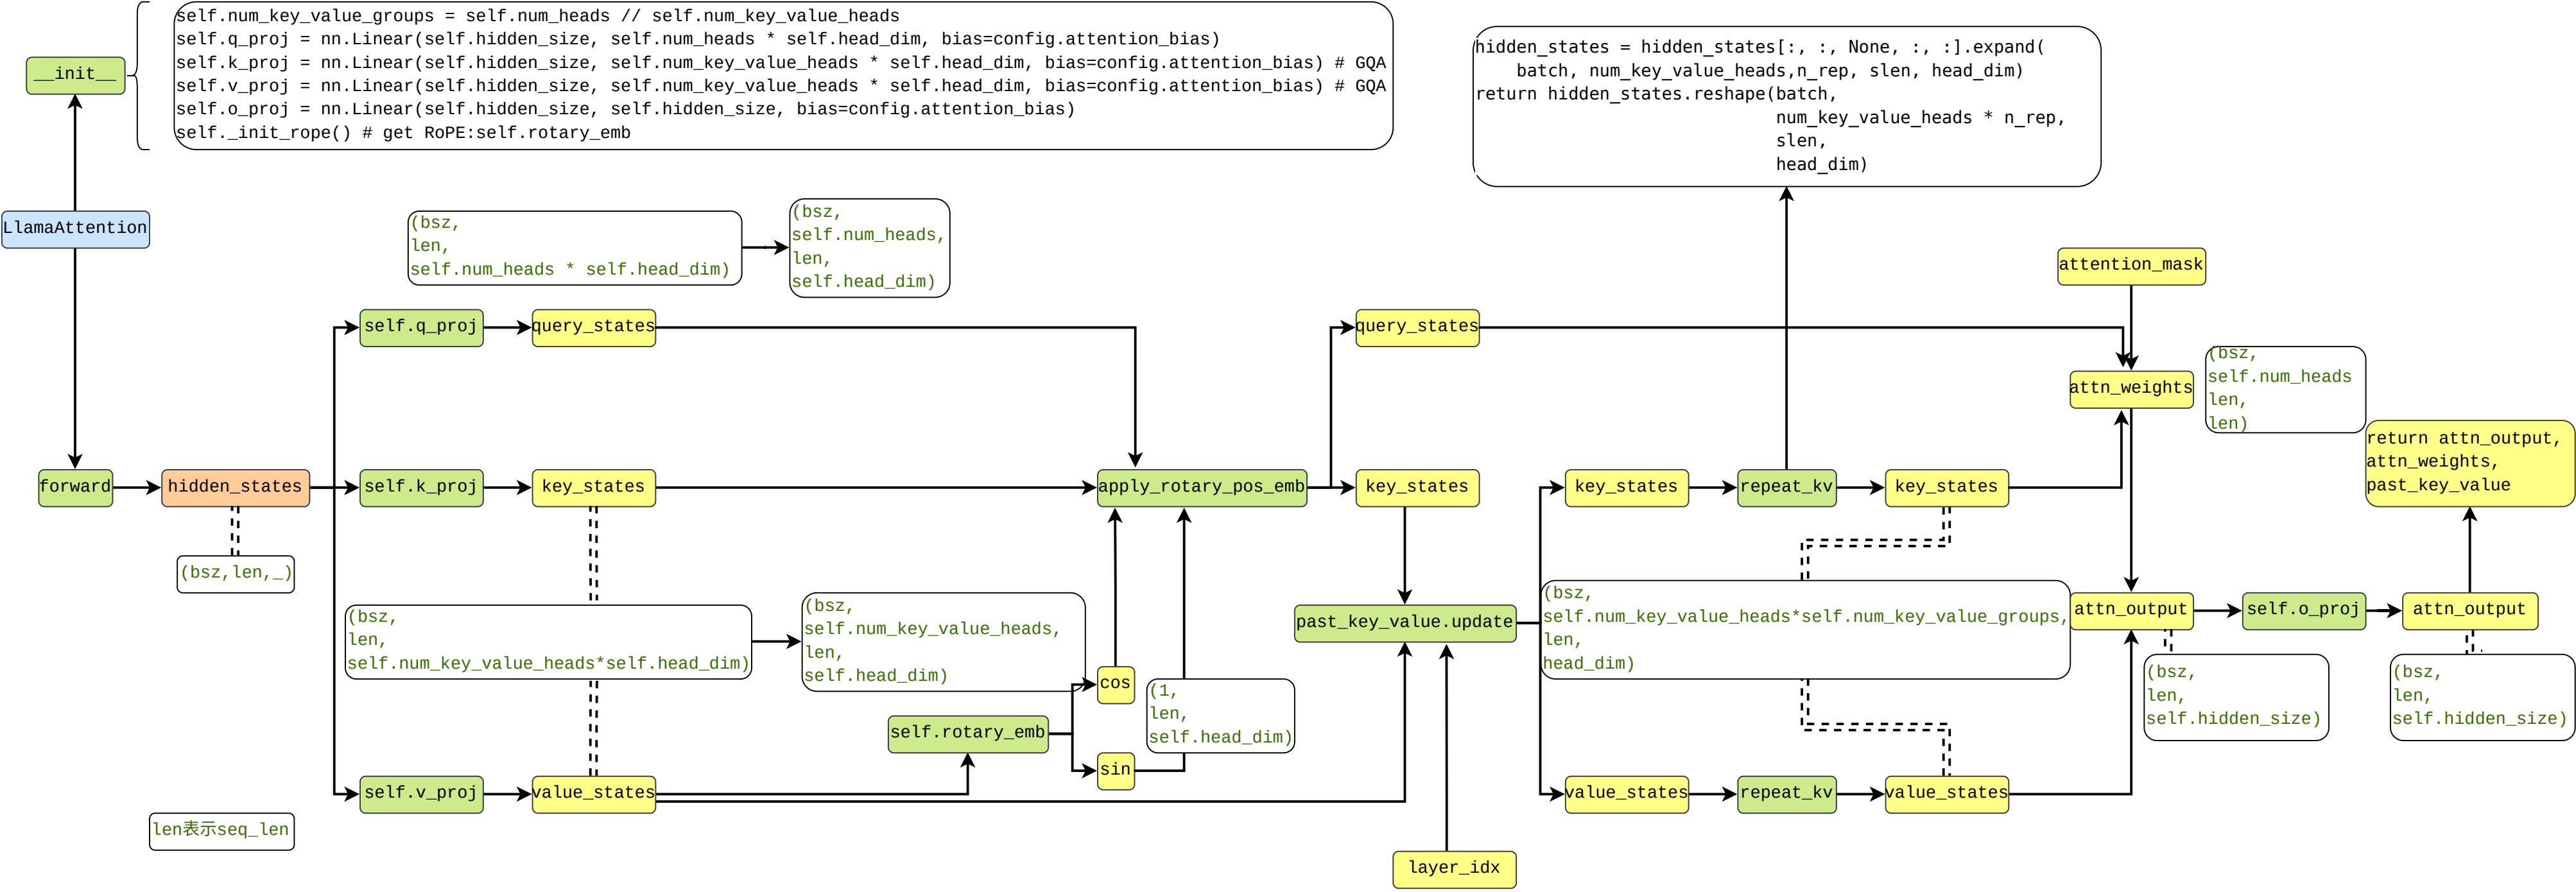 self.num_key_value_groups = self.num_heads // self.num_key_value_heads
self.q_proj = nn.Linear(self.hidden_size, self.num_heads * self.head_dim, bias=config.attention_bias)
self.k_proj = nn.Linear(self.hidden_size, self.num_key_value_heads * self.head_dim, bias=config.attention_bias) # GQA
self.v_proj = nn.Linear(self.hidden_size, self.num_key_value_heads * self.head_dim, bias=config.attention_bias) # GQA
self.o_proj = nn.Linear(self.hidden_size, self.hidden_size, bias=config.attention_bias)
self._init_rope() # get RoPE:self.rotary_emb
__init__
hidden_states = hidden_states[:, :, None, :, :].expand(
batch, num_key_value_heads,n_rep, slen, head_dim)
return hidden_states.reshape(batch,
num_key_value_heads * n_rep,
slen,
head_dim)
LlamaAttention
(bsz,
len,
self.num_heads * self.head_dim)
(bsz,
self.num_heads,
len,
self.head_dim)
attention_mask
self.q_proj
query_states
query_states
attn_weights
(bsz,
self.num_heads
len,
len)
return attn_output,
attn_weights,
past_key_value
forward
hidden_states
self.k_proj
key_states
apply_rotary_pos_emb
key_states
key_states
repeat_kv
key_states
(bsz,len,_)
(bsz,
len,
self.num_key_value_heads*self.head_dim)
(bsz,
self.num_key_value_heads,
len,
self.head_dim)
cos
(1,
len,
self.head_dim)
self.rotary_emb
sin
past_key_value.update
(bsz,
self.num_key_value_heads*self.num_key_value_groups,
len,
head_dim)
attn_output
self.o_proj
attn_output
(bsz,
len,
self.hidden_size)
(bsz,
len,
self.hidden_size)
self.v_proj
value_states
value_states
repeat_kv
value_states
len表示seq_len
layer_idx